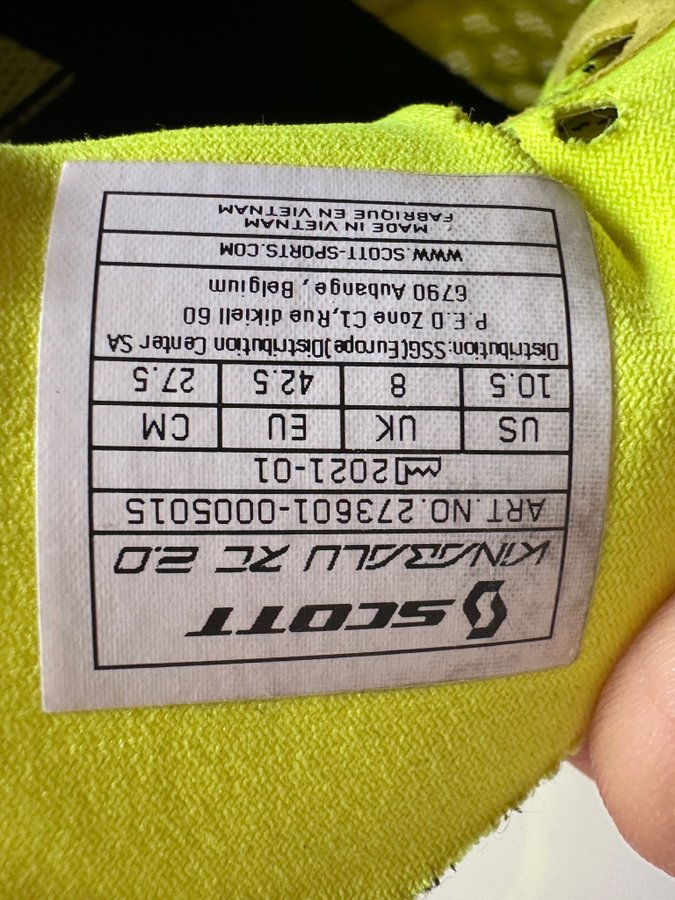 SCOTT
KINABALU RC 2.0
ART.NO.273601-0005015
2021-01
US UK EU CM
10.5 8 42.5 27.5
Distribution:SSG(Europe)Distribution Center SA
P.E.D Zone C1,Rue dikiell 60
6790 Aubange, Belgium
WWW.SCOTT-SPORTS.COM
MADE IN VIETNAM
FABRIQUE EN VIETNAM